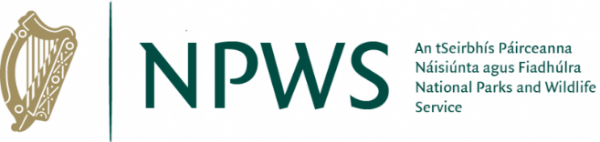 NPWS
An tSeirbhís Páirceanna
Náisiúnta agus Fiadhúlra
National Parks and Wildlife
Service